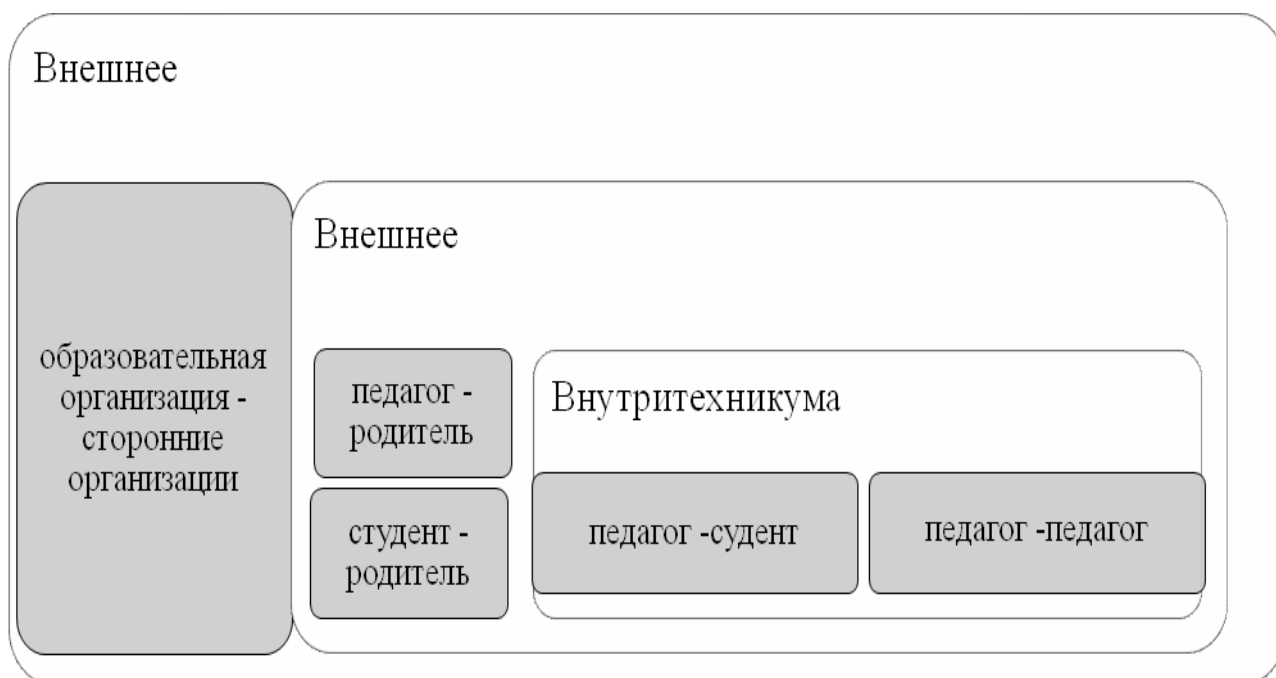 Внешнее
образовательная
организация -
сторонние
организации
Внешнее
педагог -
родитель
студент -
родитель
Внутритехникума
педагог -судент
педагог -педагог